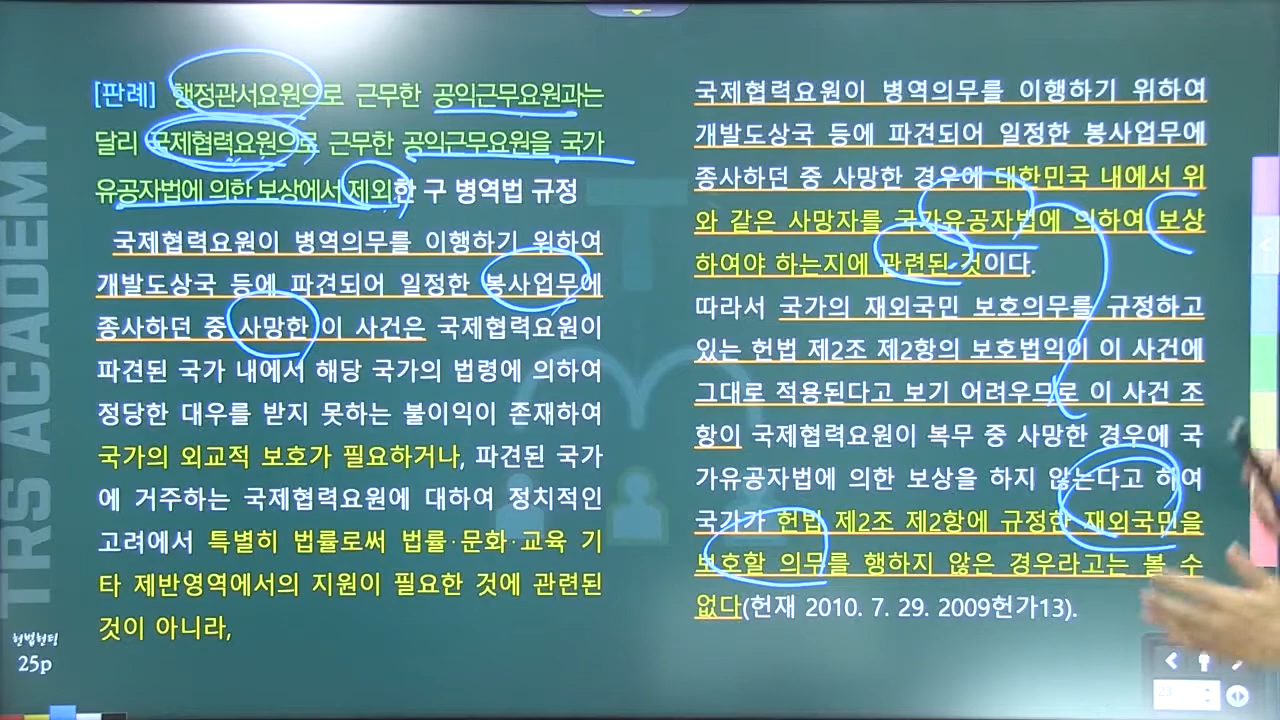 [판례] 행정관서요원으로 근무한 공익근무요원과는
달리 국제협력요원으로 근무한 공익근무요원을 국가
유공자법에 의한 보상에서 제외한 구 병역법 규정
국제협력요원이 병역의무를 이행하기 위하여
개발도상국 등에 파견되어 일정한 봉사업무에
종사하던 중 사망한 이 사건은 국제협력요원이
파견된 국가 내에서 해당 국가의 법령에 의하여
정당한 대우를 받지 못하는 불이익이 존재하여
국가의 외교적 보호가 필요하거나, 파견된 국가
에 거주하는 국제협력요원에 대하여 정치적인
고려에서 특별히 법률로써 법률·문화·교육 기
타 제반영역에서의 지원이 필요한 것에 관련된
것이 아니라,
국제협력요원이 병역의무를 이행하기 위하여
개발도상국 등에 파견되어 일정한 봉사업무에
종사하던 중 사망한 경우에 대한민국 내에서 위
와 같은 사망자를 국가유공자법에 의하여 보상
하여야 하는지에 관련된 것이다.
따라서 국가의 재외국민 보호의무를 규정하고
있는 헌법 제2조 제2항의 보호법익이 이 사건에
그대로 적용된다고 보기 어려우므로 이 사건 조
항이 국제협력요원이 복무 중 사망한 경우에 국
가유공자법에 의한 보상을 하지 않는다고 하여
국가가 헌법 제2조 제2항에 규정한 재외국민을
보호할 의무를 행하지 않은 경우라고는 볼 수
없다(헌재 2010. 7. 29. 2009헌가13).
TRS ACADEMY
헌법헌터
25p
23